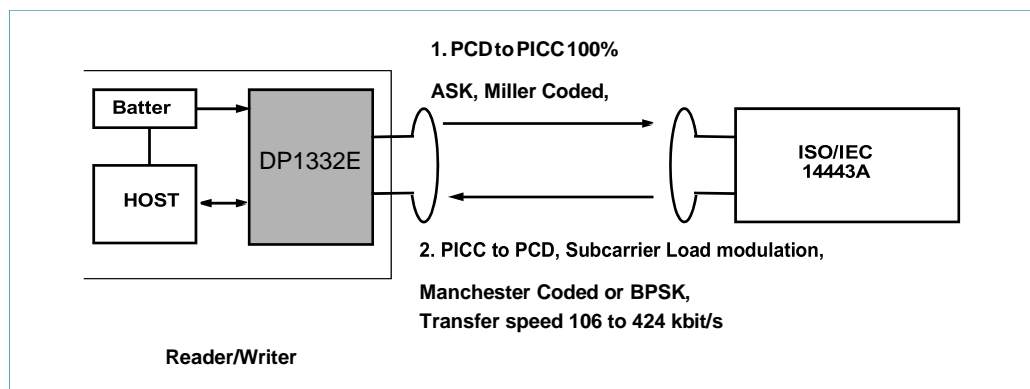 1. PCD to PICC 100%
ASK, Miller Coded,
Batter
DP1332E
HOST
ISO/IEC
14443A
2. PICC to PCD, Subcarrier Load modulation,
Manchester Coded or BPSK,
Transfer speed 106 to 424 kbit/s
Reader/Writer